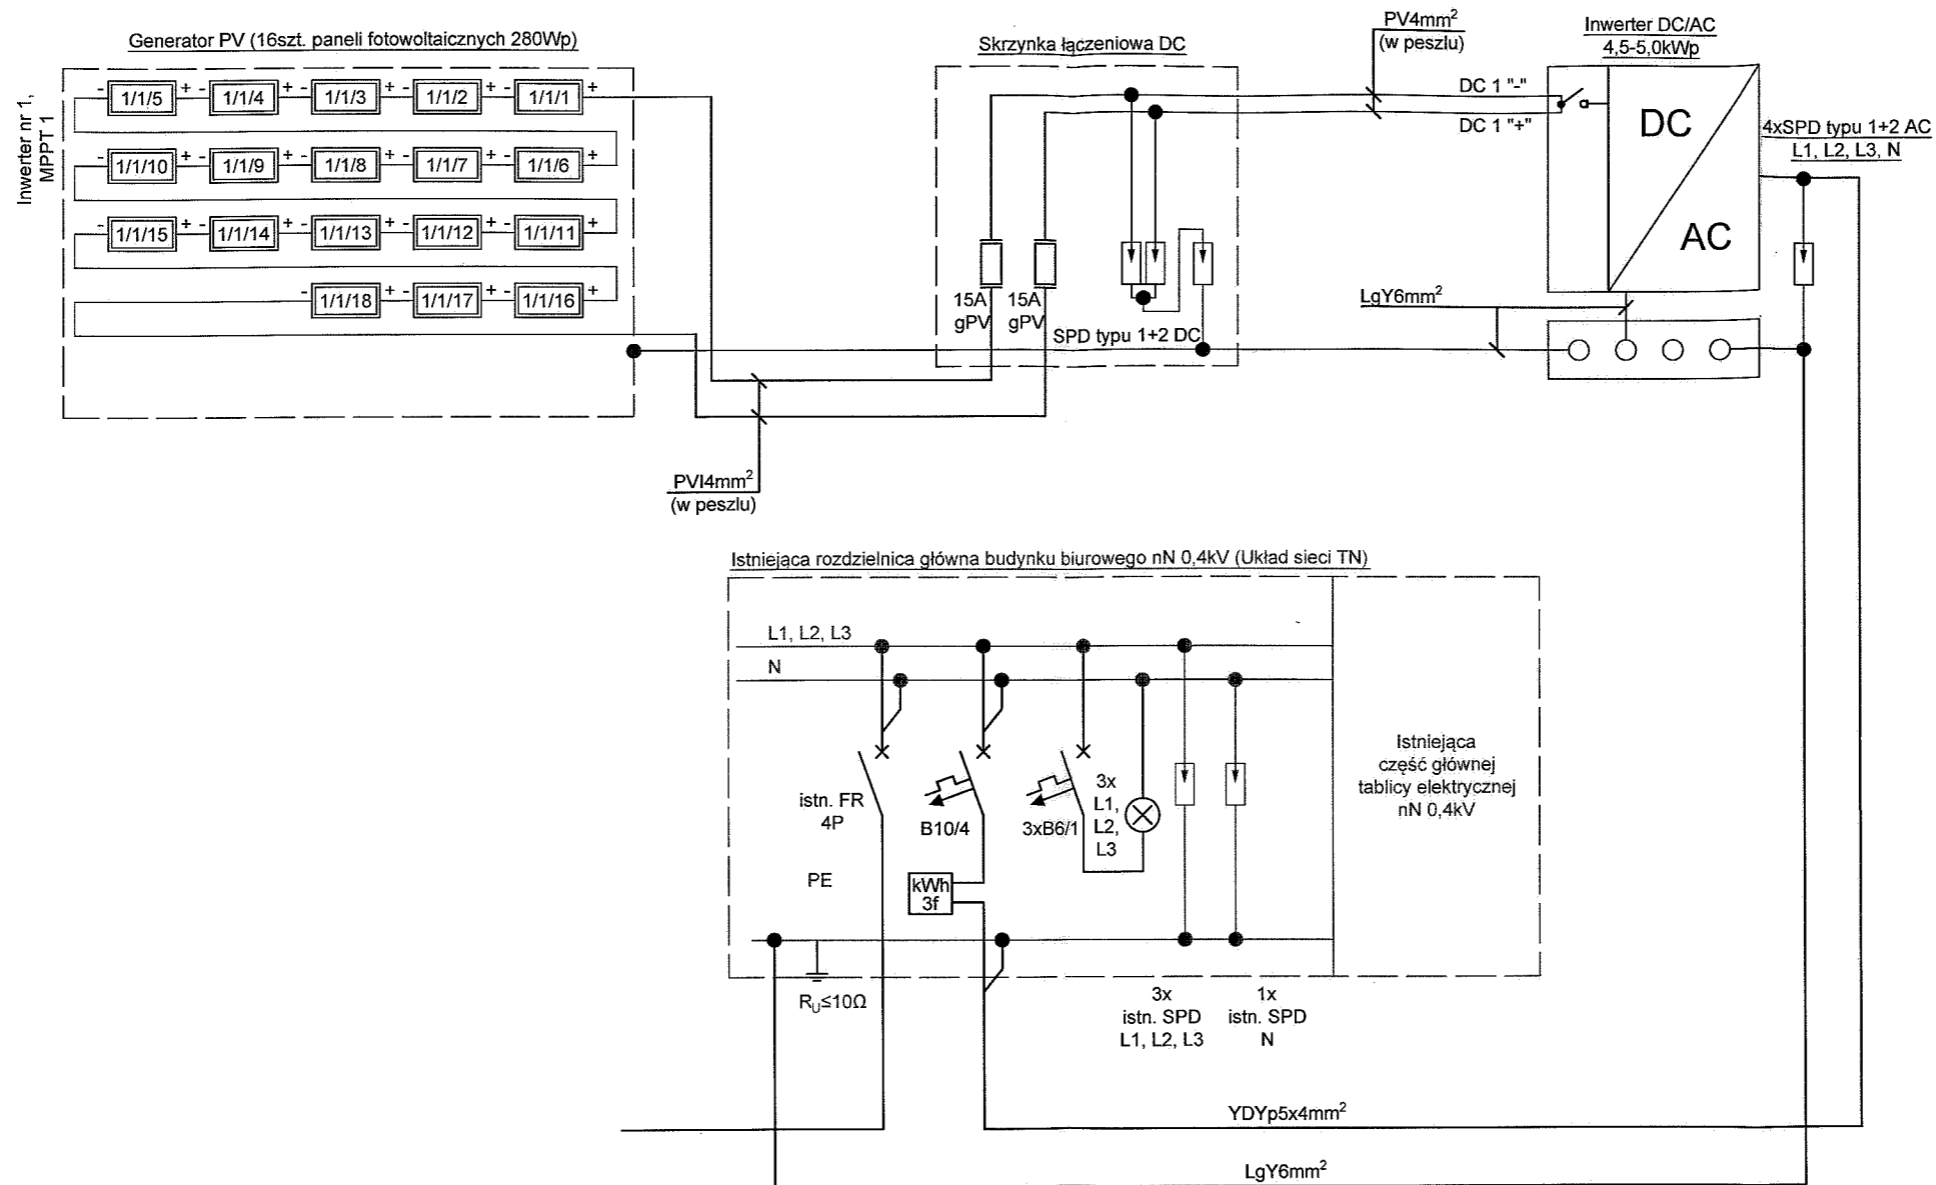 Generator PV (16szt. paneli fotowoltaicznych 280Wp)
Inwerter nr 1,
MPPT 1
- 1/1/5 + - 1/1/4 + - 1/1/3 + - 1/1/2 + - 1/1/1 +
- 1/1/10 + - 1/1/9 + - 1/1/8 + - 1/1/7 + - 1/1/6 +
- 1/1/15 + - 1/1/14 + - 1/1/13 + - 1/1/12 + - 1/1/11 +
- 1/1/18 + - 1/1/17 + - 1/1/16 +
PVI4mm²
(w peszlu)
Skrzynka łączeniowa DC
15A
gPV
15A
gPV
SPD typu 1+2 DC
PV4mm²
(w peszlu)
DC 1 "-"
DC 1 "+"
Inwerter DC/AC
4,5-5,0kWp
DC
AC
4xSPD typu 1+2 AC
L1, L2, L3, N
LgY6mm²
Istniejąca rozdzielnica główna budynku biurowego nN 0,4kV (Układ sieci TN)
L1, L2, L3
N
istn. FR
4P
B10/4
3xB6/1
3x
L1,
L2,
L3
PE
kWh
3f
R_U≤10Ω
3x
istn. SPD
L1, L2, L3
1x
istn. SPD
N
Istniejąca
część głównej
tablicy elektrycznej
nN 0,4kV
YDYp5x4mm²
LgY6mm²